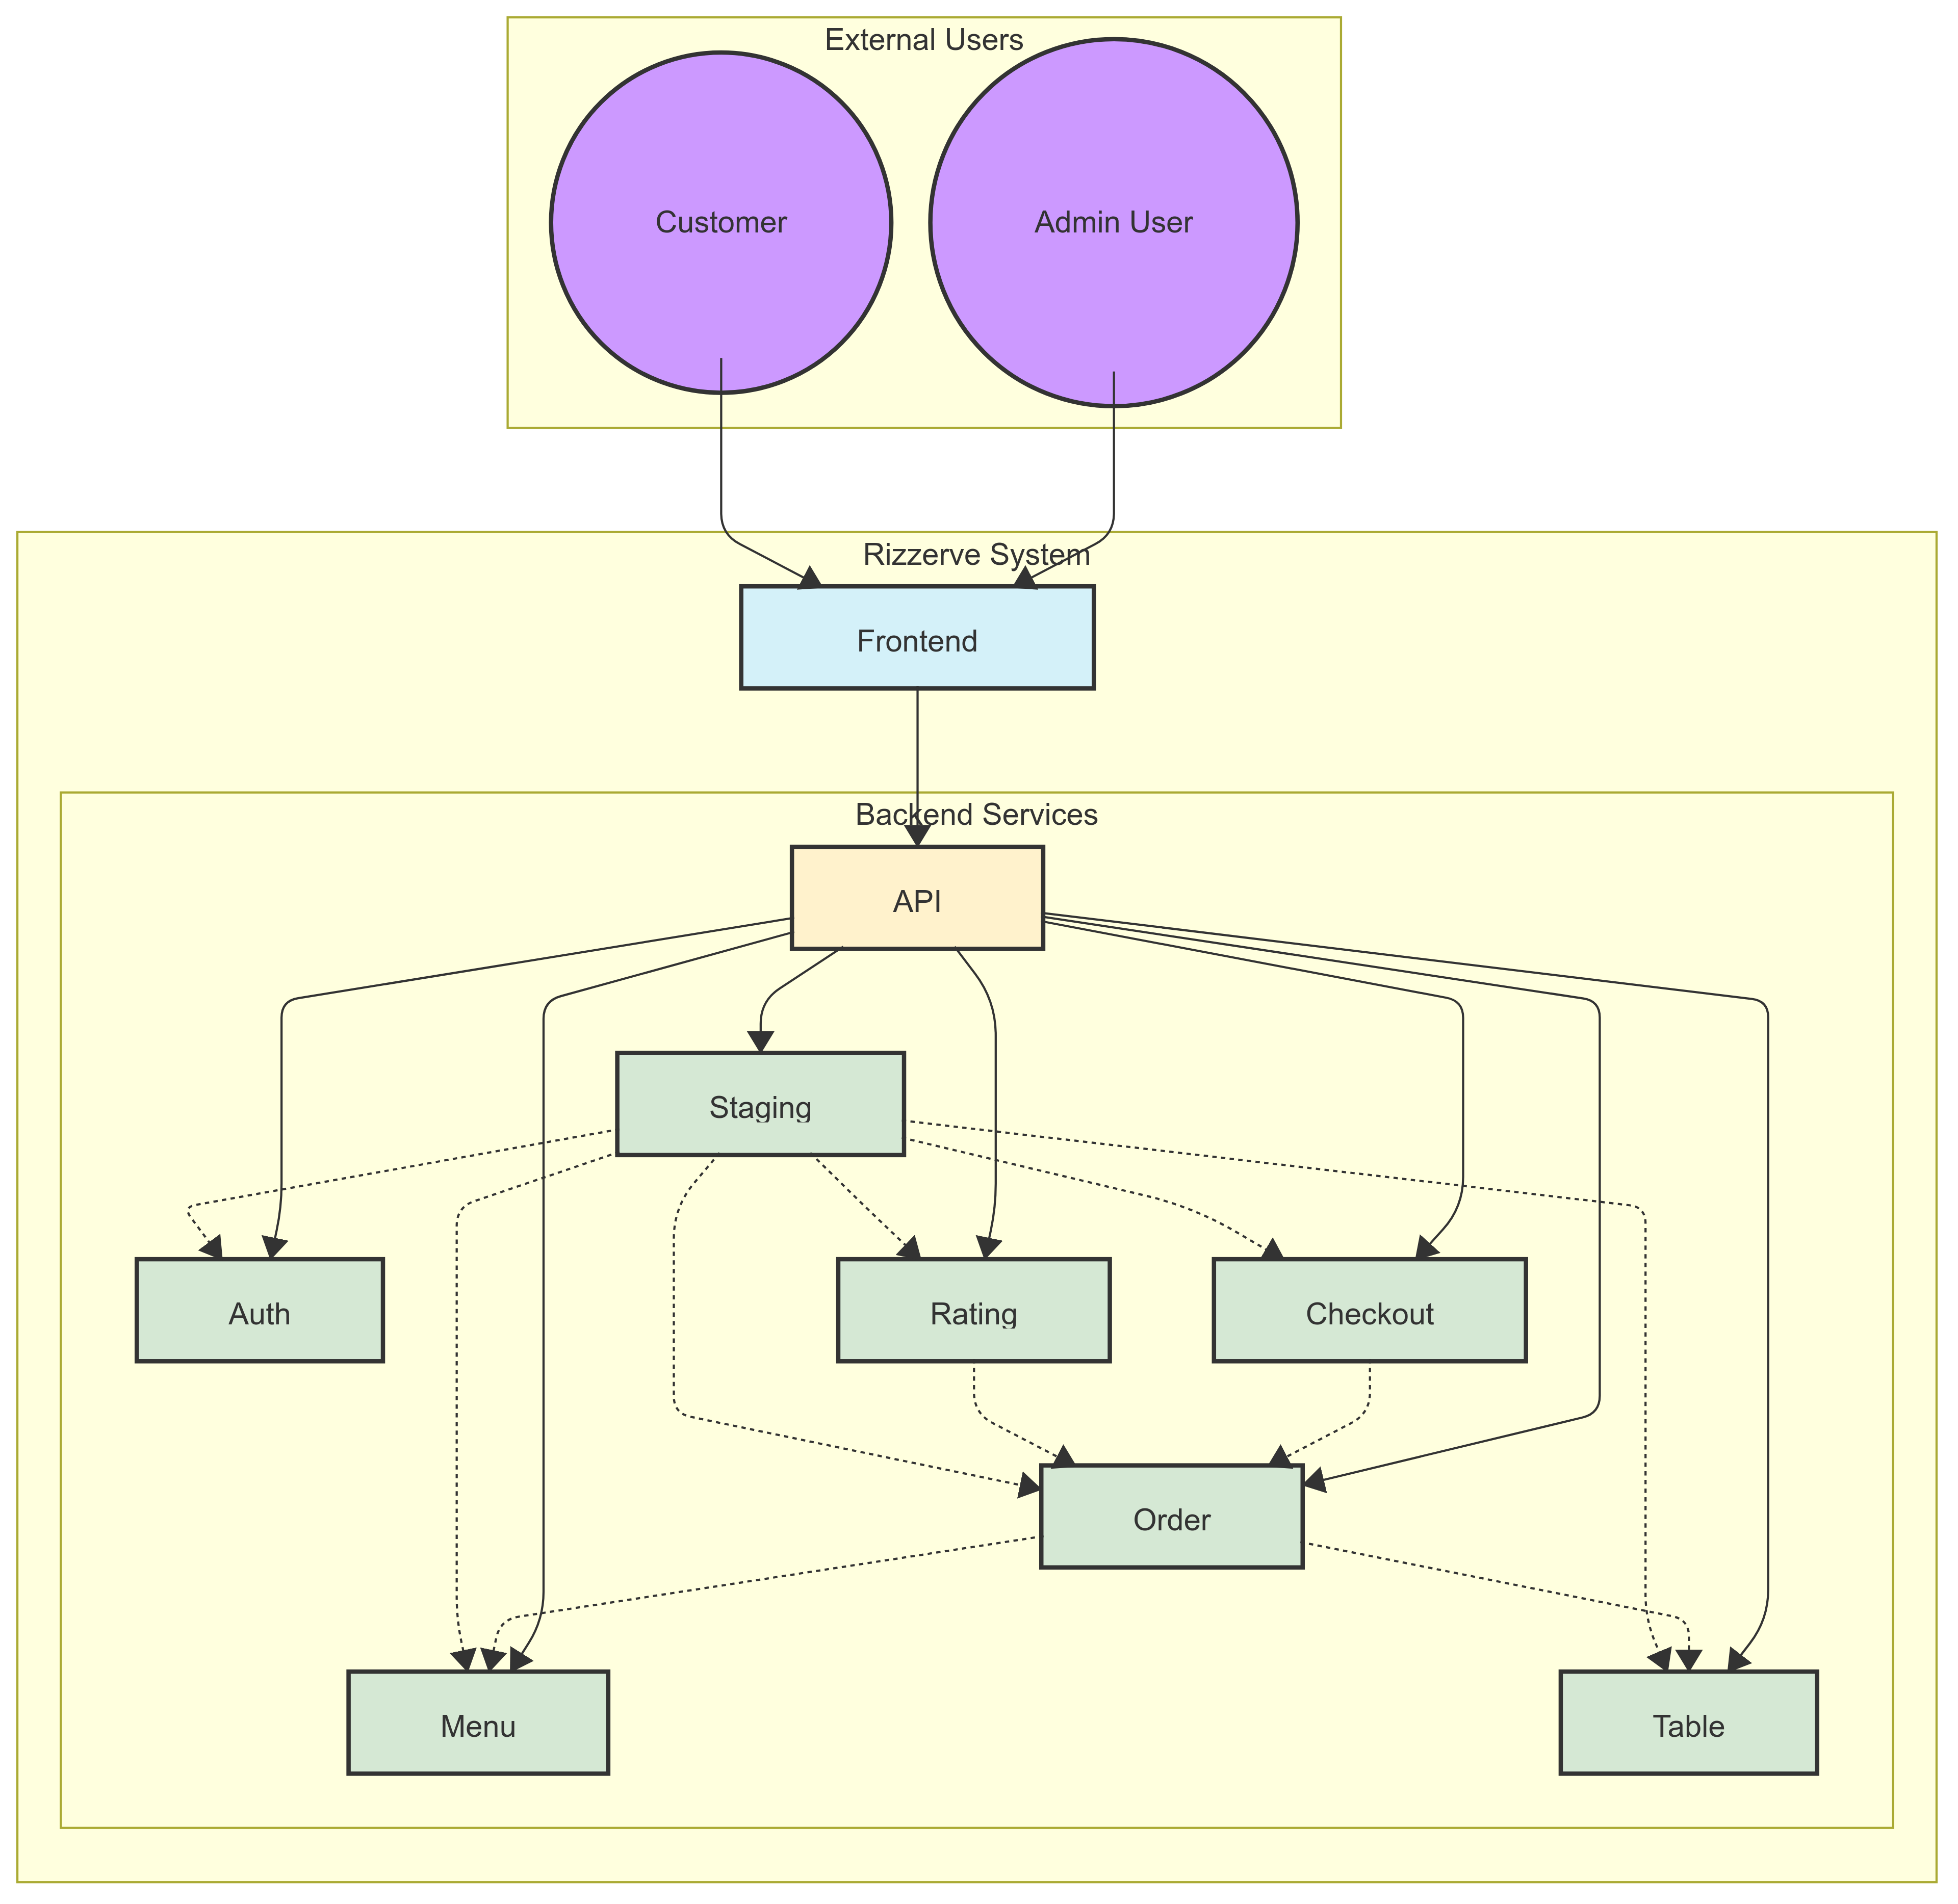 External Users
Customer
Admin User
Rizzerve System
Frontend
Backend Services
API
Staging
Auth
Rating
Checkout
Order
Menu
Table